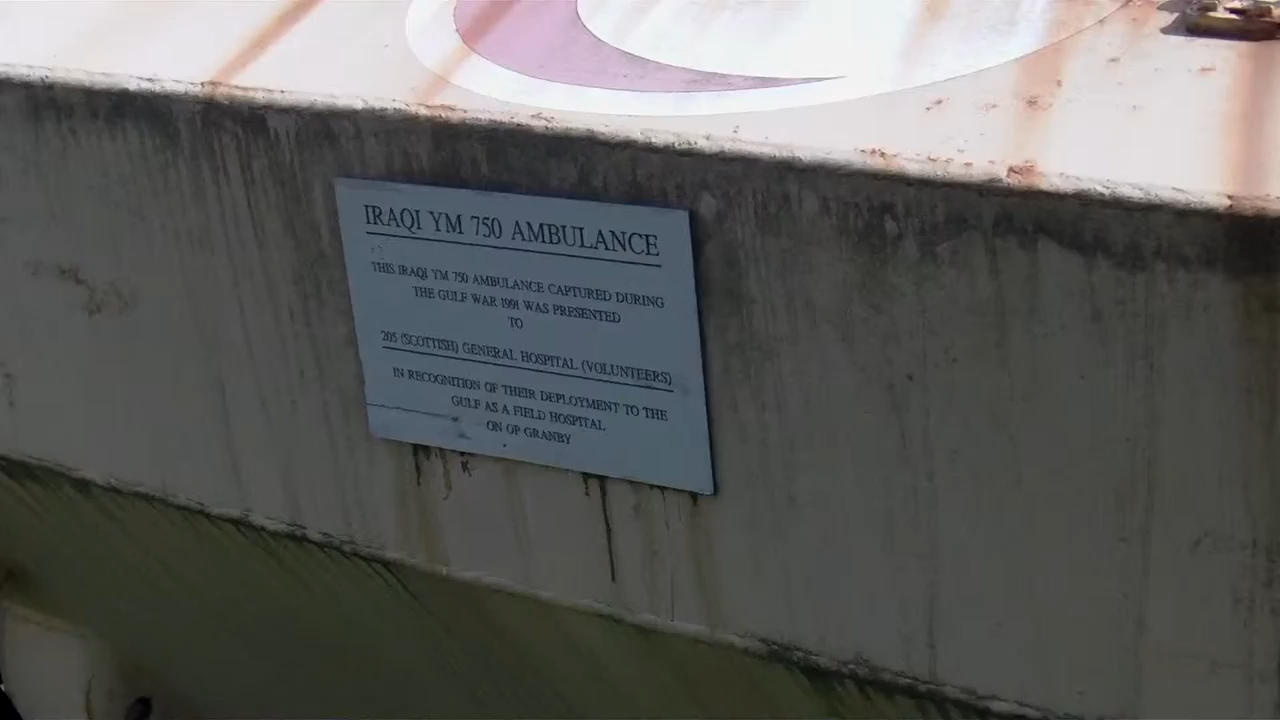 IRAQI YM 750 AMBULANCE
THIS IRAQI YM 750 AMBULANCE CAPTURED DURING
THE GULF WAR 1991 WAS PRESENTED
TO
205 (SCOTTISH) GENERAL HOSPITAL (VOLUNTEERS)
IN RECOGNITION OF THEIR DEPLOYMENT TO THE
GULF AS A FIELD HOSPITAL
ON OP GRANBY